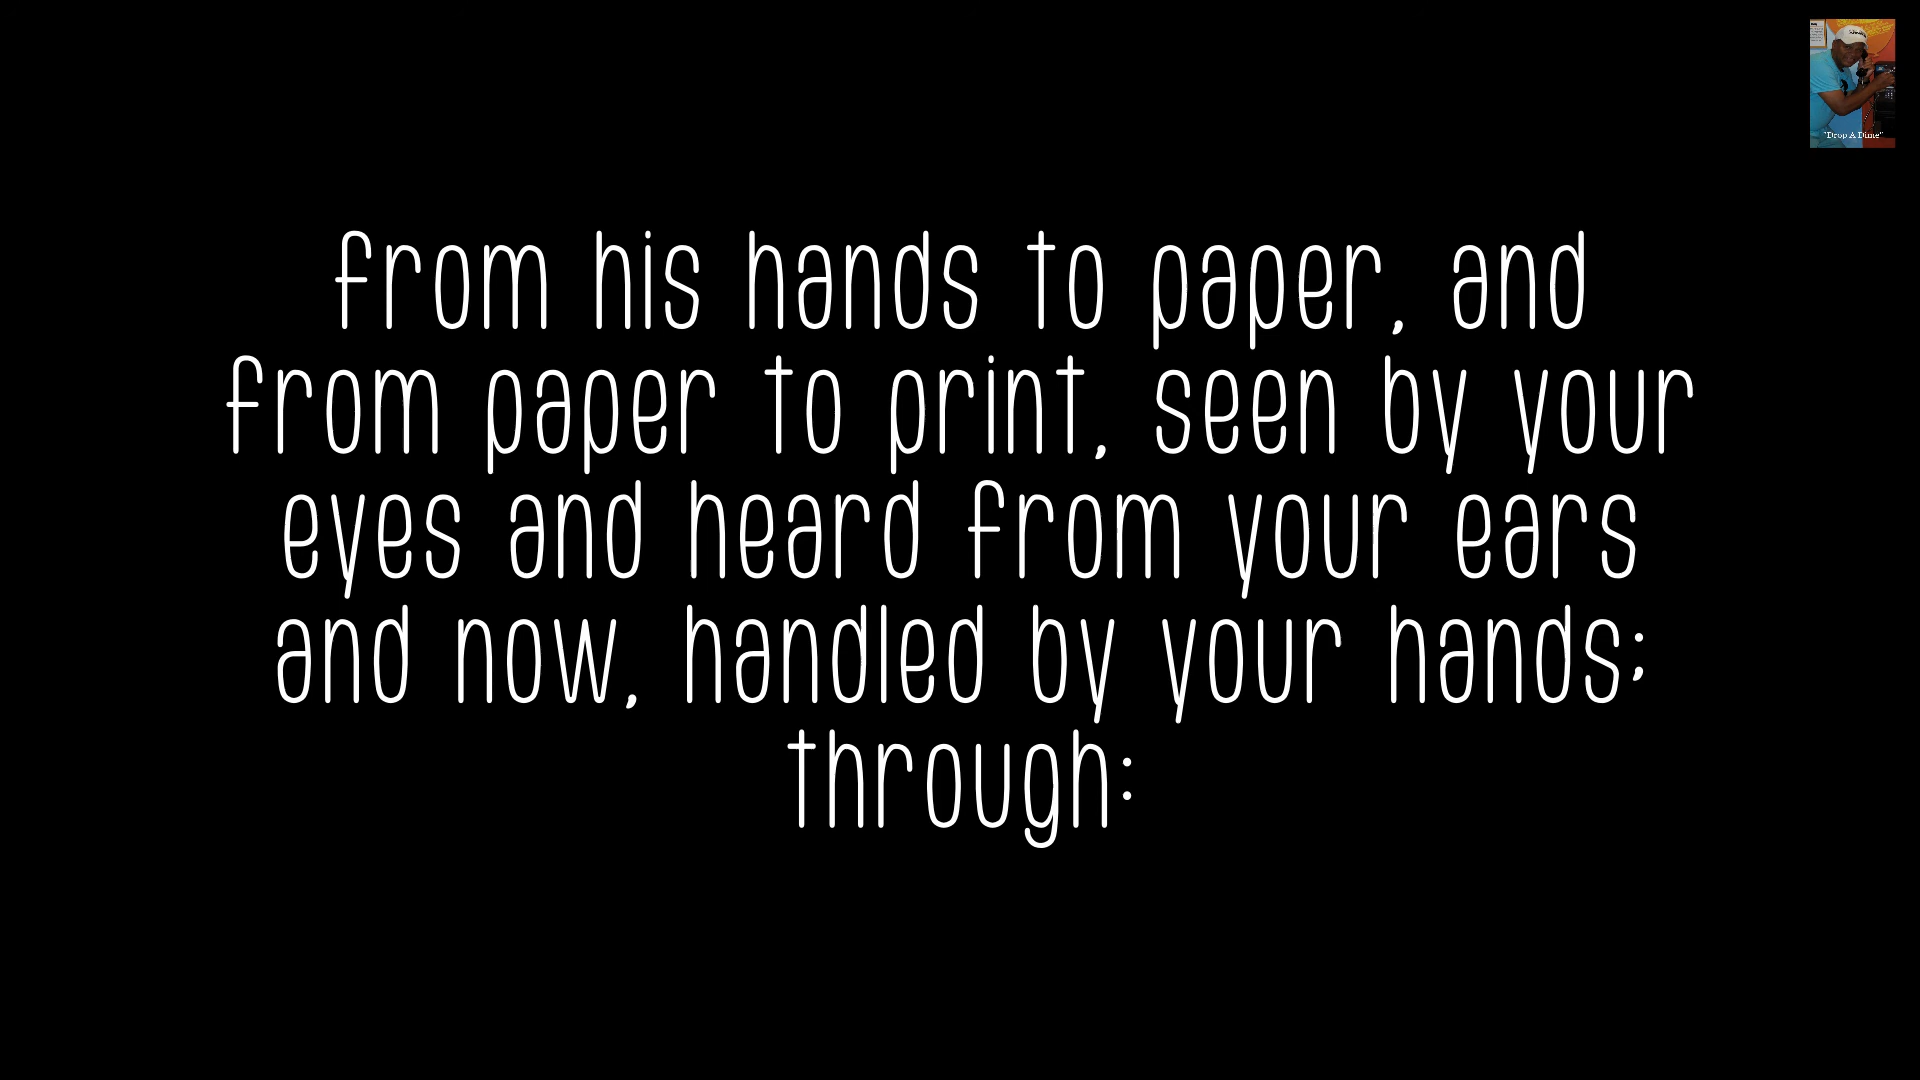 from his hands to paper, and
from paper to print, seen by your
eyes and heard from your ears
and now, handled by your hands;
through:
"Drop A Dime"